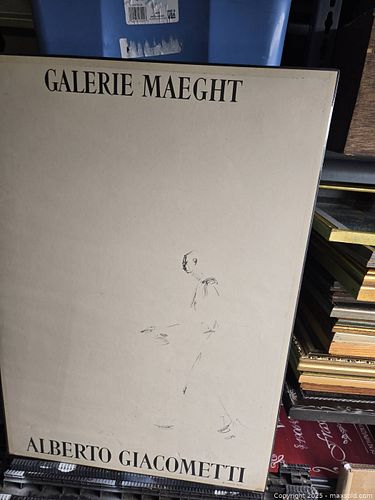 GALERIE MAEGHT
ALBERTO GIACOMETTI
Copyright 2025 - maxsold.com